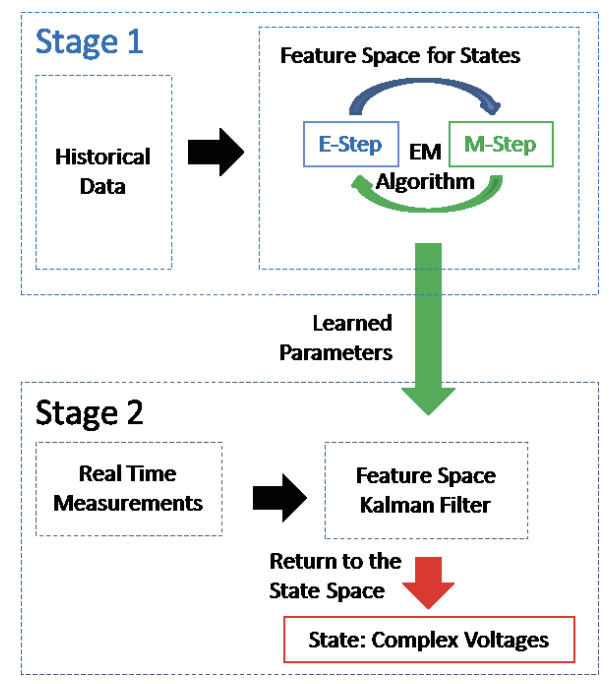 Stage 1
Feature Space for States
Historical
Data
E-Step
EM
Algorithm
M-Step
Learned
Parameters
Stage 2
Real Time
Measurements
Feature Space
Kalman Filter
Return to the
State Space
State: Complex Voltages